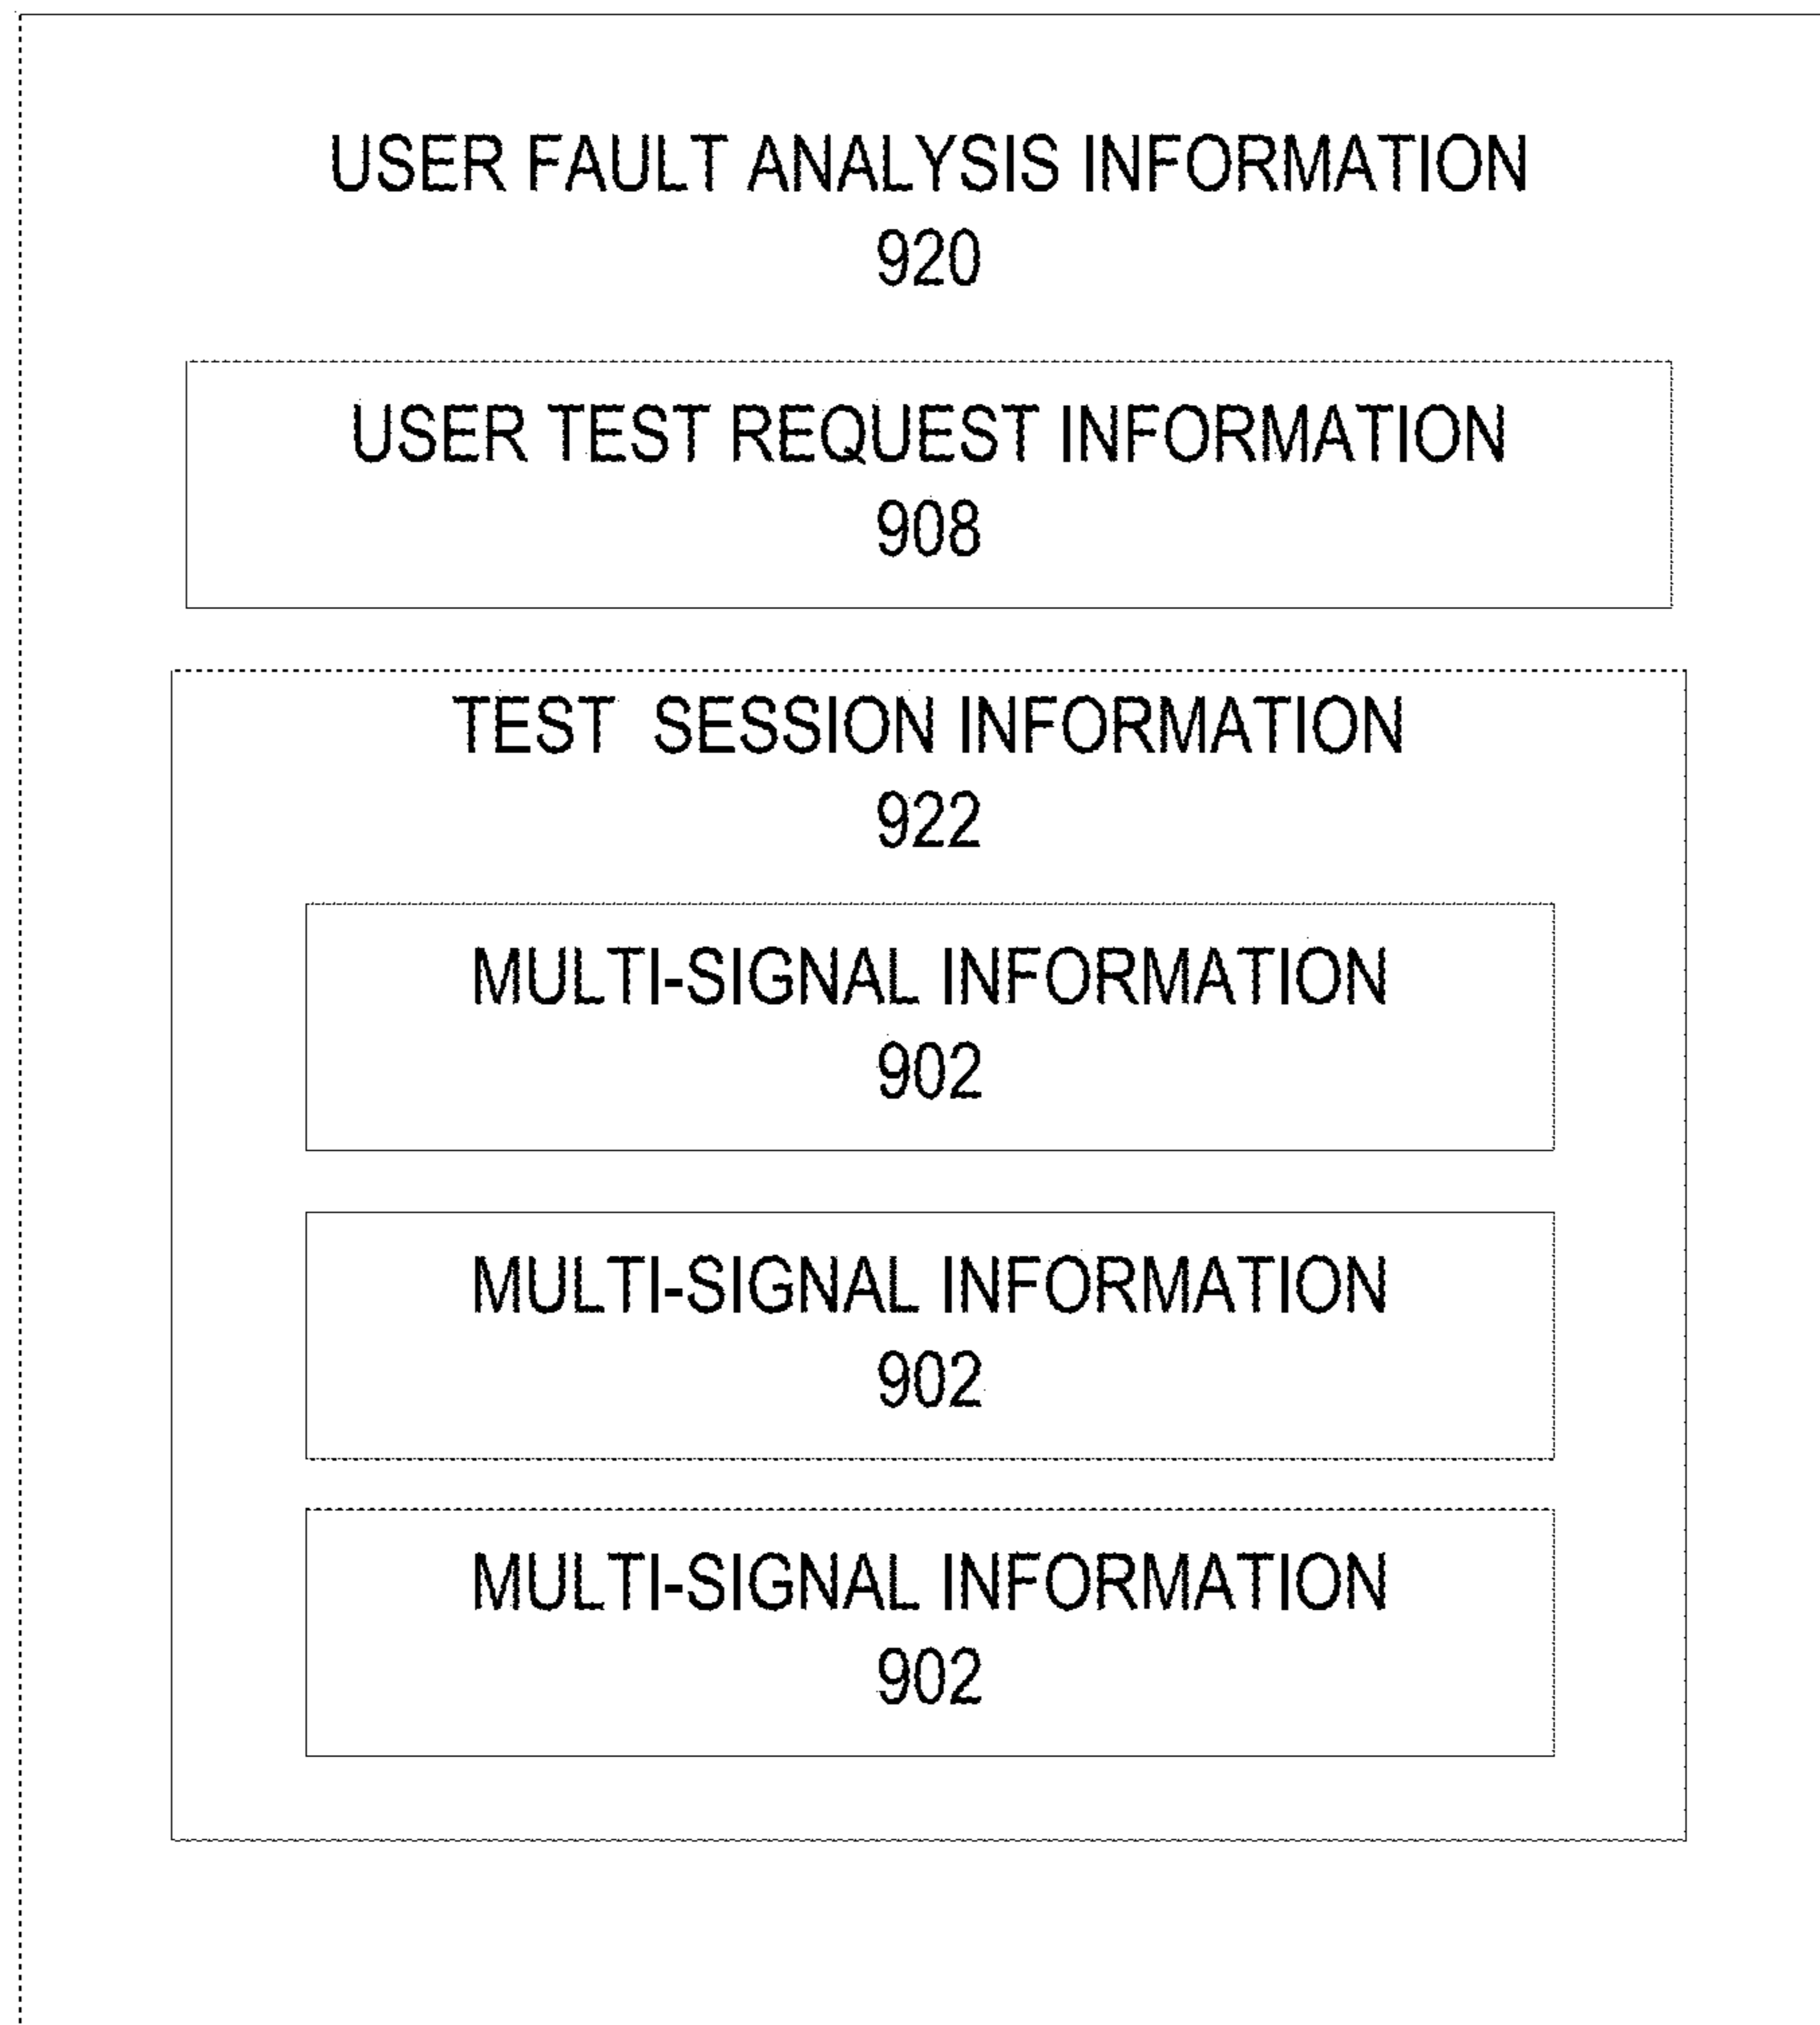 USER FAULT ANALYSIS INFORMATION
920
USER TEST REQUEST INFORMATION
908
TEST SESSION INFORMATION
922
MULTI-SIGNAL INFORMATION
902
MULTI-SIGNAL INFORMATION
902
MULTI-SIGNAL INFORMATION
902